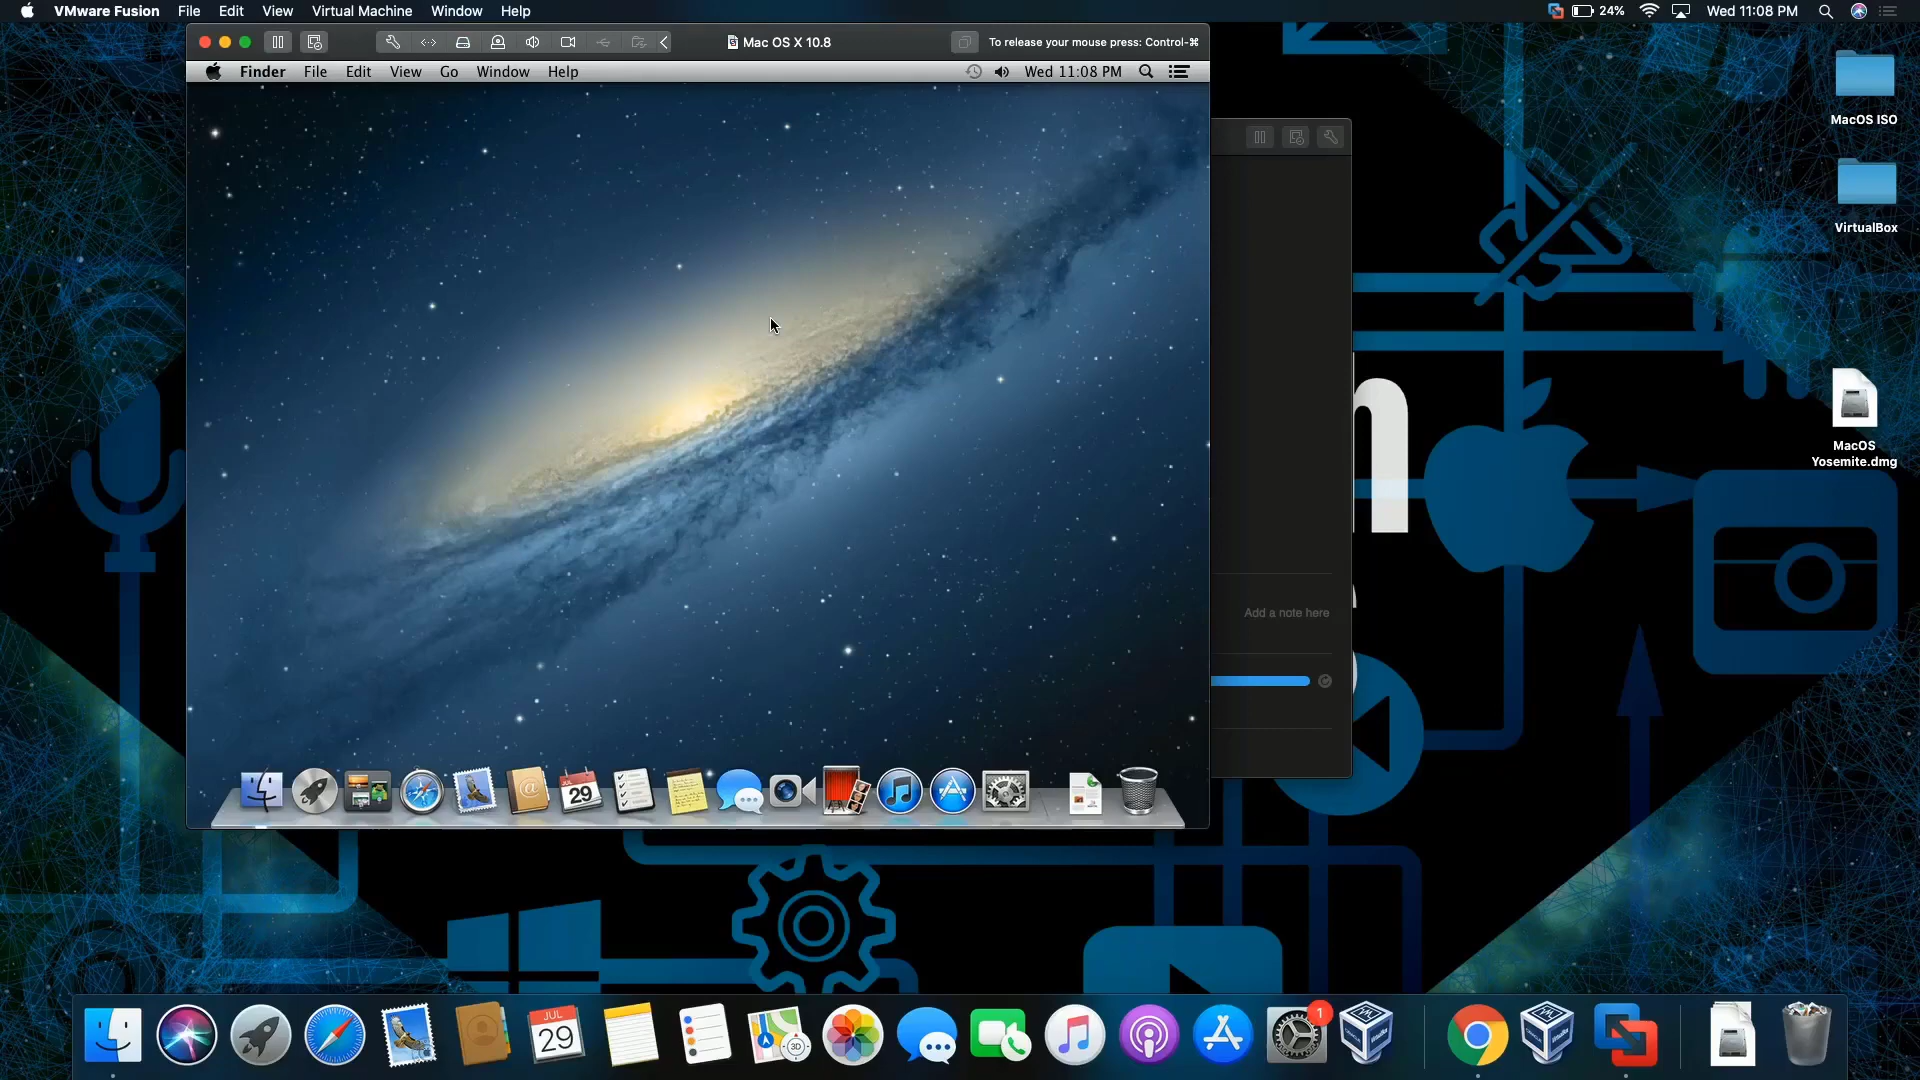 VMware Fusion File Edit View Virtual Machine Window Help 24% Wed 11:08 PM
Mac OS X 10.8 To release your mouse press: Control-⌘
Finder File Edit View Go Window Help Wed 11:08 PM
MacOS ISO
VirtualBox
m
MacOS
Yosemite.dmg
Add a note here
JUL
29
JUL
29
3D
1